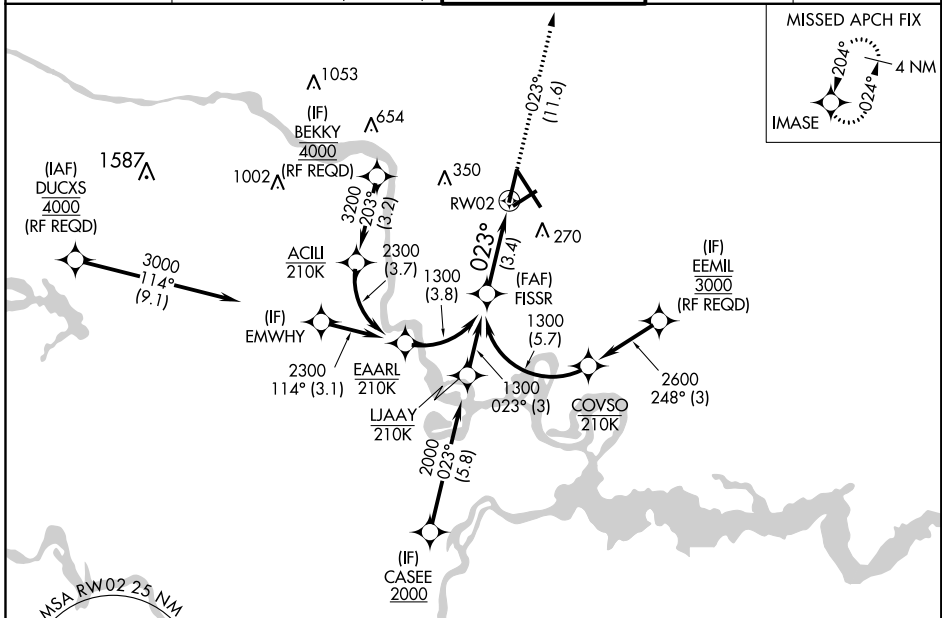 MISSED APCH FIX
204°
024°
4 NM
IMASE
023°
(11.6)
1053
654
(IF)
BEKKY
4000
(RF REQD)
1587
1002
350
RW02
270
(IAF)
DUCXS
4000
(RF REQD)
3000
114°
(9.1)
3200
203°
(3.2)
ACILI
210K
2300
(3.7)
1300
(3.8)
023°
(3.4)
(FAF)
FISSR
(IF)
EEMIL
3000
(RF REQD)
(IF)
EMWHY
2300
114° (3.1)
EAARL
210K
1300
(5.7)
2600
248° (3)
COVSO
210K
1300
023° (3)
LJAAY
210K
2000
023°
(5.8)
(IF)
CASEE
2000
MSA RW02 25 NM